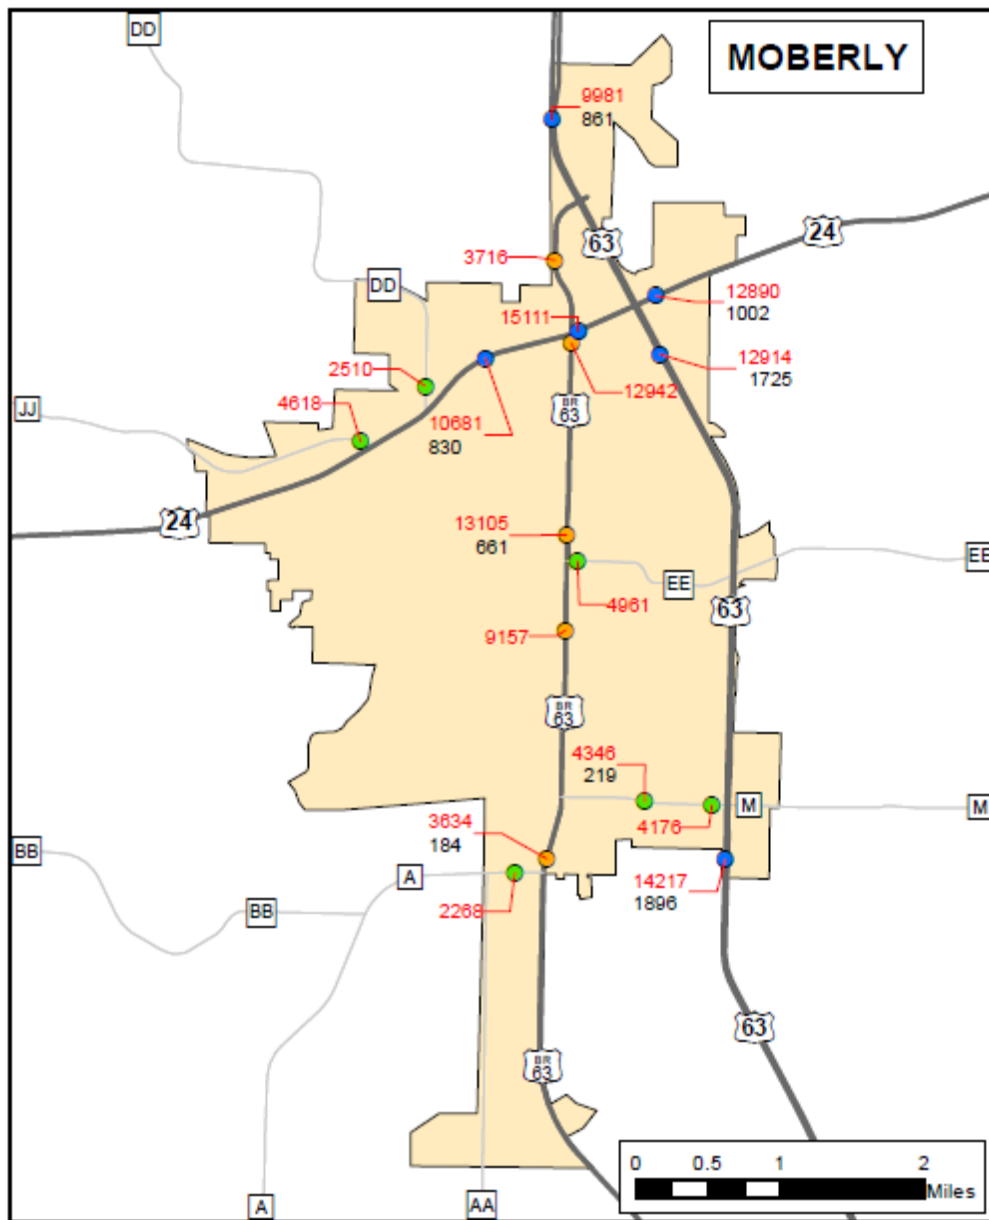 DD
MOBERLY
9981
861
24
63
3716
DD
12890
1002
15111
12914
1725
2510
12942
JJ
4618
BR
63
10681
830
24
13105
661
EE
EE
4961
63
9157
BR
63
4346
219
M
M
4176
3634
184
BB
A
14217
1896
2268
BB
63
BR
63
0 0.5 1 2
Miles
A
AA